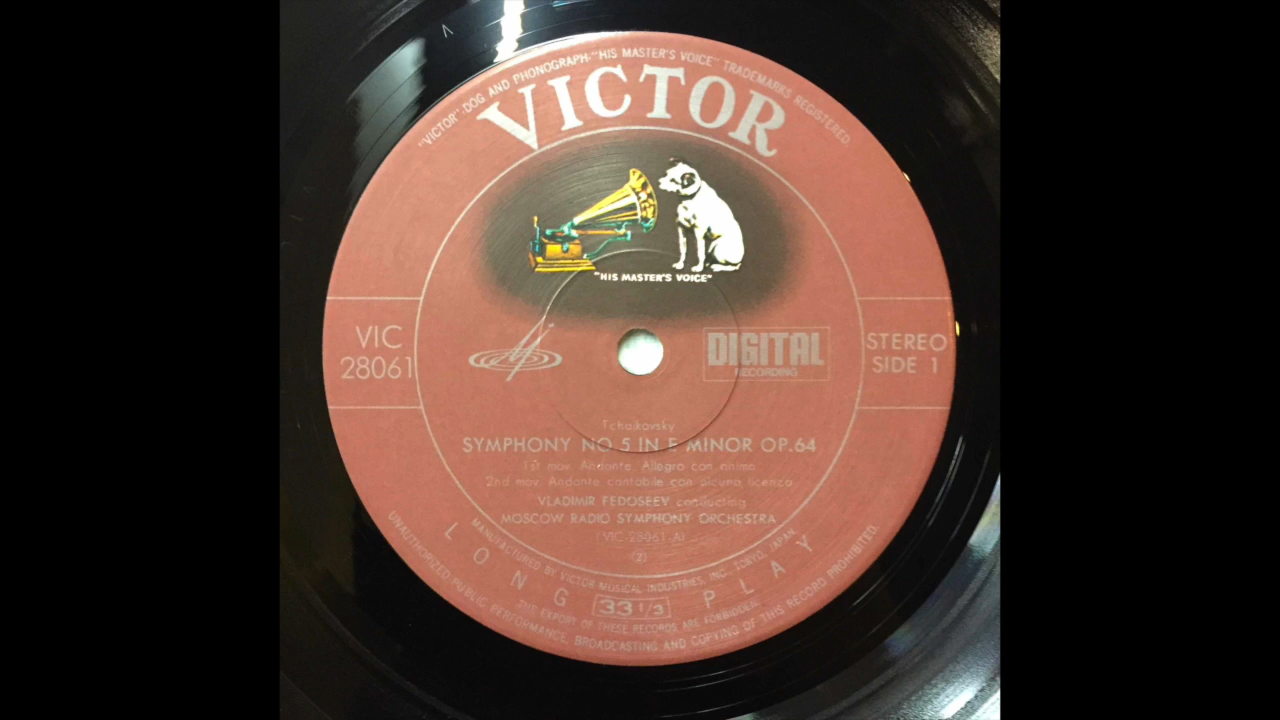 "VICTOR" DOG AND PHONOGRAPH "HIS MASTER'S VOICE" TRADEMARKS REGISTERED.
VICTOR
"HIS MASTER'S VOICE"
VIC
28061
DIGITAL
RECORDING
STEREO
SIDE 1
Tchaikovsky
SYMPHONY NO 5 IN E MINOR OP.64
1st mov. Andante, Allegro con anima
2nd mov. Andante cantabile con alcuna licenza
VLADIMIR FEDOSEEV conducting
MOSCOW RADIO SYMPHONY ORCHESTRA
(VIC-28061-A)
(2)
MANUFACTURED BY VICTOR MUSICAL INDUSTRIES, INC., TOKYO, JAPAN.
LONG 33 1/3 PLAY
THE EXPORT OF THESE RECORDS ARE FORBIDDEN.
UNAUTHORIZED PUBLIC PERFORMANCE, BROADCASTING AND COPYING OF THIS RECORD PROHIBITED.